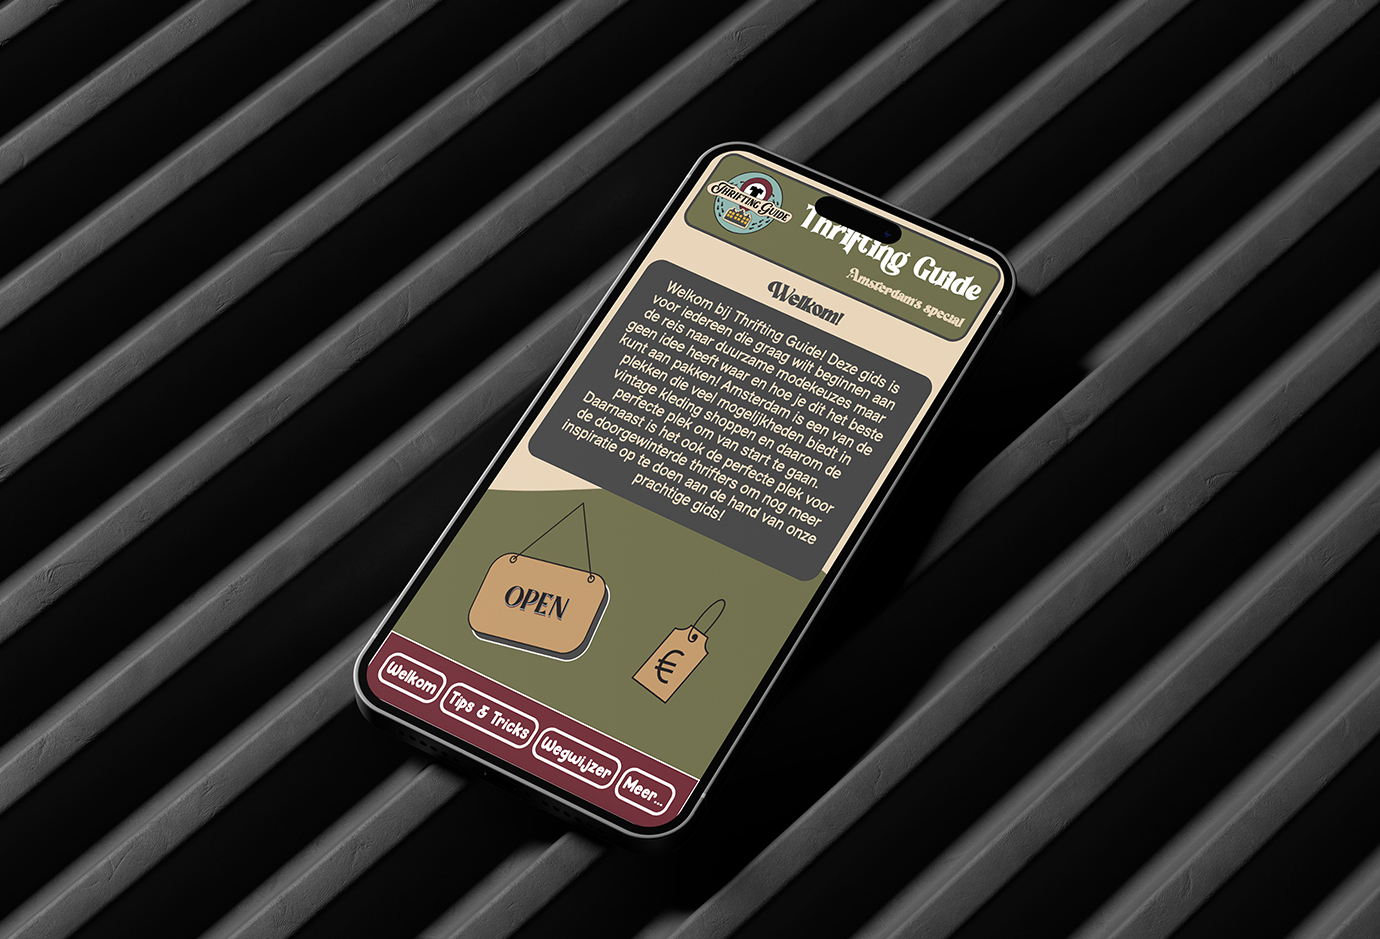 THRIFTING GUIDE
Thrifting Guide
Amsterdam's special
Welkom!
Welkom bij Thrifting Guide! Deze gids is
voor iedereen die graag wilt beginnen aan
de reis naar duurzame modekeuzes maar
geen idee heeft waar en hoe je dit het beste
kunt aan pakken! Amsterdam is een van de
plekken die veel mogelijkheden biedt in
vintage kleding shoppen en daarom de
perfecte plek om van start te gaan.
Daarnaast is het ook de perfecte plek voor
de doorgewinterde thrifters om nog meer
inspiratie op te doen aan de hand van onze
prachtige gids!
OPEN
€
Welkom
Tips & Tricks
Wegwijzer
Meer...